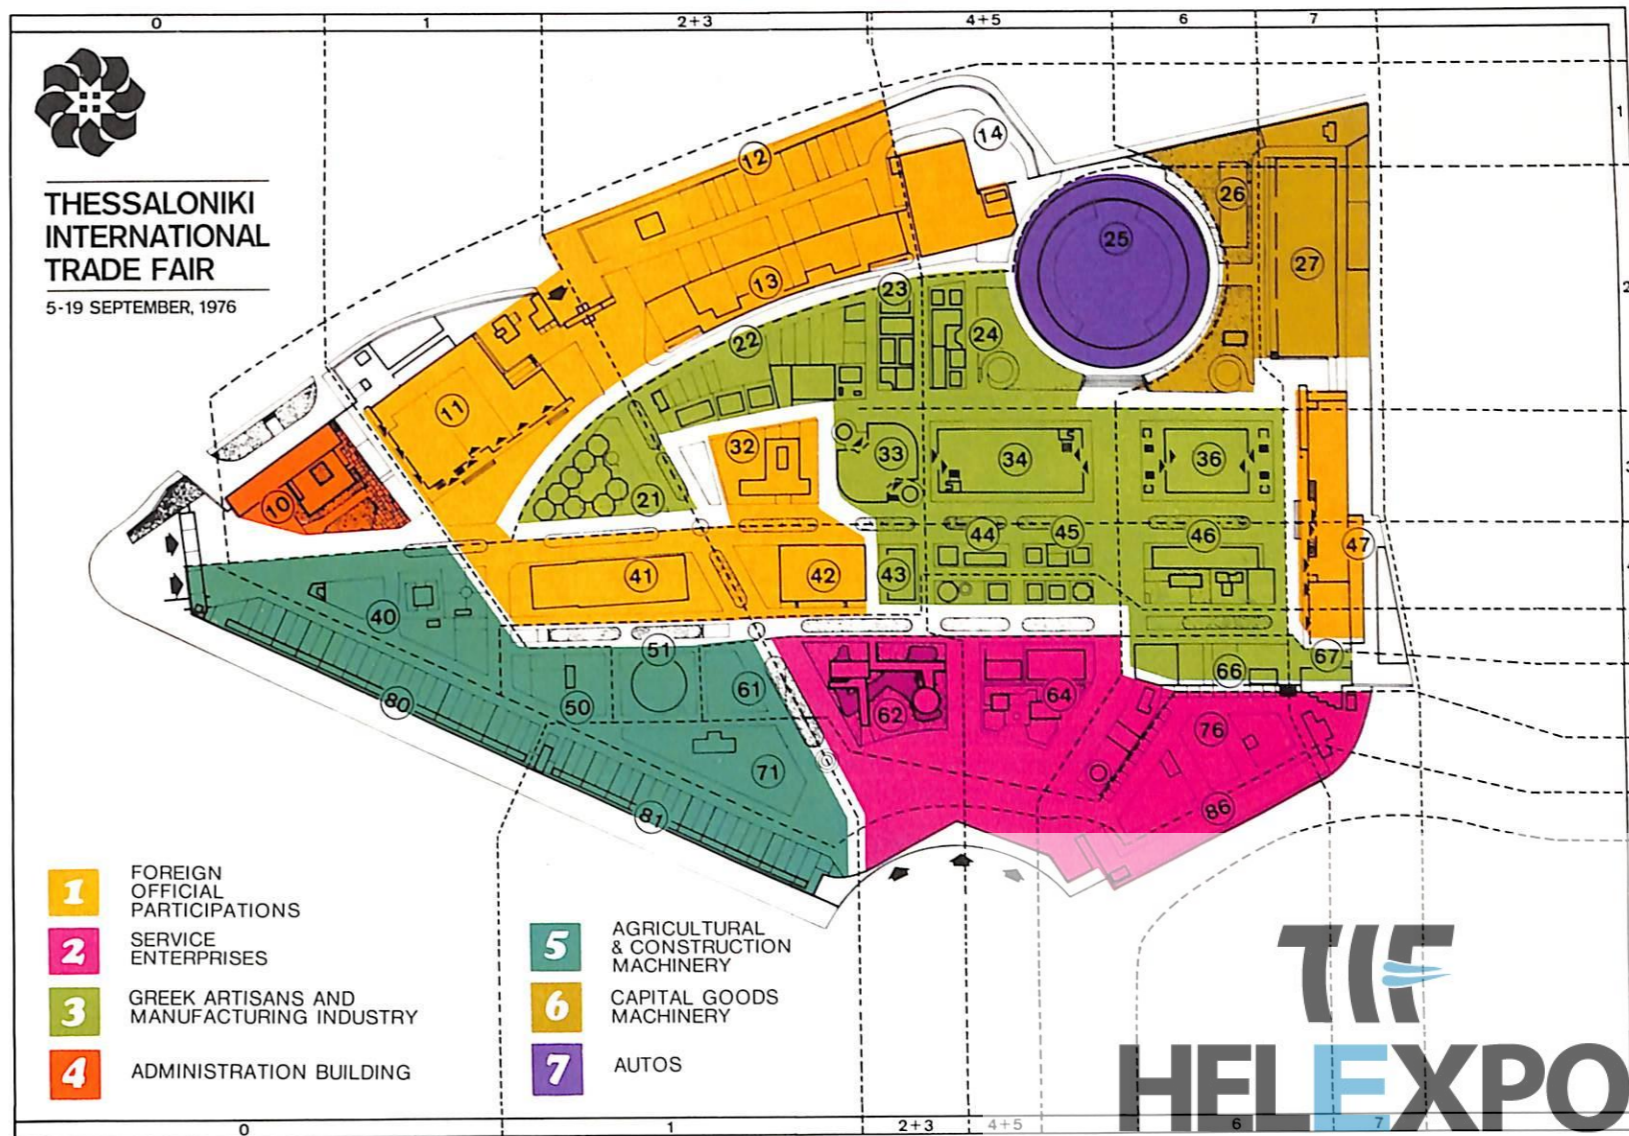 0 1 2+3 4+5 6 7
THESSALONIKI
INTERNATIONAL
TRADE FAIR
5-19 SEPTEMBER, 1976
1
2
3
4
5
14
12
26
25
27
13
23
22
24
11
32
33
34
36
21
10
44
45
46
47
41
42
43
40
51
66
67
61
80
50
62
64
76
71
86
81
1 FOREIGN
OFFICIAL
PARTICIPATIONS
2 SERVICE
ENTERPRISES
3 GREEK ARTISANS AND
MANUFACTURING INDUSTRY
4 ADMINISTRATION BUILDING
5 AGRICULTURAL
& CONSTRUCTION
MACHINERY
6 CAPITAL GOODS
MACHINERY
7 AUTOS
TIF
HELEXPO
0 1 2+3 4+5 6 7